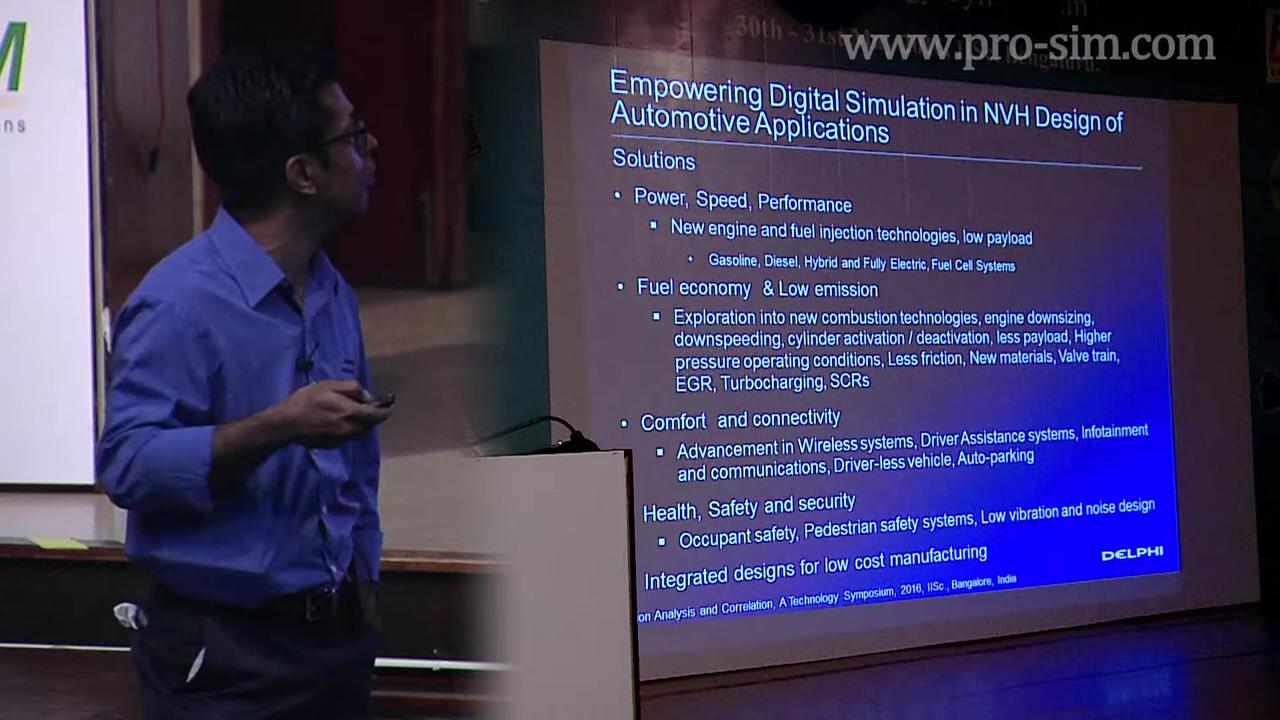 www.pro-sim.com
30th - 31st
M
ns
Empowering Digital Simulation in NVH Design of
Automotive Applications
Solutions
• Power, Speed, Performance
▪ New engine and fuel injection technologies, low payload
• Gasoline, Diesel, Hybrid and Fully Electric, Fuel Cell Systems
• Fuel economy & Low emission
▪ Exploration into new combustion technologies, engine downsizing,
downspeeding, cylinder activation / deactivation, less payload, Higher
pressure operating conditions, Less friction, New materials, Valve train,
EGR, Turbocharging, SCRs
• Comfort and connectivity
▪ Advancement in Wireless systems, Driver Assistance systems, Infotainment
and communications, Driver-less vehicle, Auto-parking
Health, Safety and security
▪ Occupant safety, Pedestrian safety systems, Low vibration and noise design
Integrated designs for low cost manufacturing
DELPHI
on Analysis and Correlation, A Technology Symposium, 2016, IISc., Bangalore, India